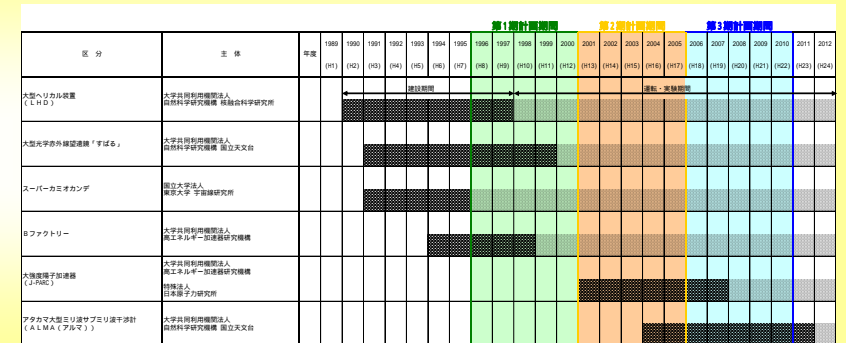 第1期計画期間 第2期計画期間 第3期計画期間
区 分 主 体 年度 1989 1990 1991 1992 1993 1994 1995 1996 1997 1998 1999 2000 2001 2002 2003 2004 2005 2006 2007 2008 2009 2010 2011 2012
(H1) (H2) (H3) (H4) (H5) (H6) (H7) (H8) (H9) (H10) (H11) (H12) (H13) (H14) (H15) (H16) (H17) (H18) (H19) (H20) (H21) (H22) (H23) (H24)
建設期間 運転・実験期間
大型ヘリカル装置 大学共同利用機関法人
(LHD) 自然科学研究機構 核融合科学研究所
大型光学赤外線望遠鏡「すばる」 大学共同利用機関法人
自然科学研究機構 国立天文台
スーパーカミオカンデ 国立大学法人
東京大学 宇宙線研究所
Bファクトリー 大学共同利用機関法人
高エネルギー加速器研究機構
大学共同利用機関法人
大強度陽子加速器 高エネルギー加速器研究機構
(J-PARC)
特殊法人
日本原子力研究所
アタカマ大型ミリ波サブミリ波干渉計 大学共同利用機関法人
(ALMA(アルマ)) 自然科学研究機構 国立天文台